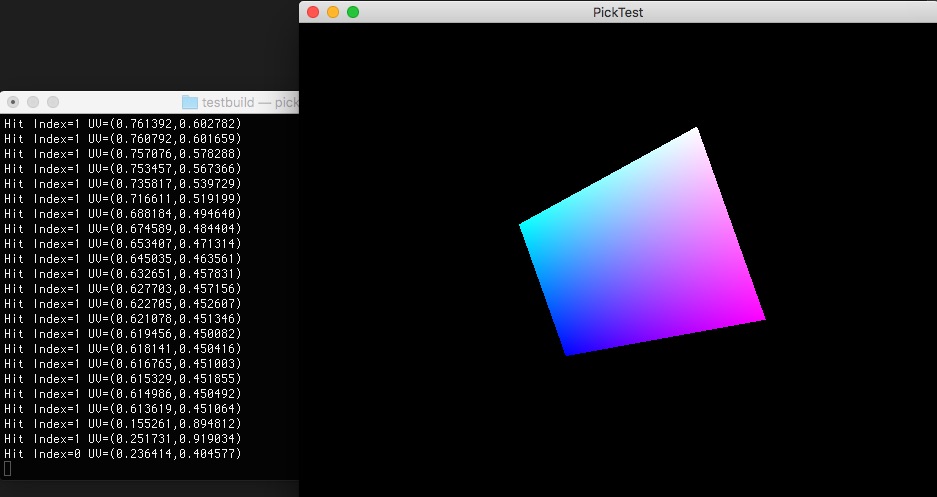 PickTest
testbuild — pick
Hit Index=1 UV=(0.761392,0.602782)
Hit Index=1 UV=(0.760792,0.601659)
Hit Index=1 UV=(0.757076,0.578288)
Hit Index=1 UV=(0.753457,0.567366)
Hit Index=1 UV=(0.735817,0.539729)
Hit Index=1 UV=(0.716611,0.519199)
Hit Index=1 UV=(0.688184,0.494640)
Hit Index=1 UV=(0.674589,0.484404)
Hit Index=1 UV=(0.653407,0.471314)
Hit Index=1 UV=(0.645035,0.463561)
Hit Index=1 UV=(0.632651,0.457831)
Hit Index=1 UV=(0.627703,0.457156)
Hit Index=1 UV=(0.622705,0.452607)
Hit Index=1 UV=(0.621078,0.451346)
Hit Index=1 UV=(0.619456,0.450082)
Hit Index=1 UV=(0.618141,0.450416)
Hit Index=1 UV=(0.616765,0.451003)
Hit Index=1 UV=(0.615329,0.451855)
Hit Index=1 UV=(0.614986,0.450492)
Hit Index=1 UV=(0.613619,0.451064)
Hit Index=1 UV=(0.155261,0.894812)
Hit Index=1 UV=(0.251731,0.919034)
Hit Index=0 UV=(0.236414,0.404577)